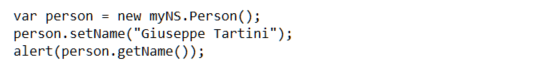 var person = new myNS.Person();
person.setName("Giuseppe Tartini");
alert(person.getName());